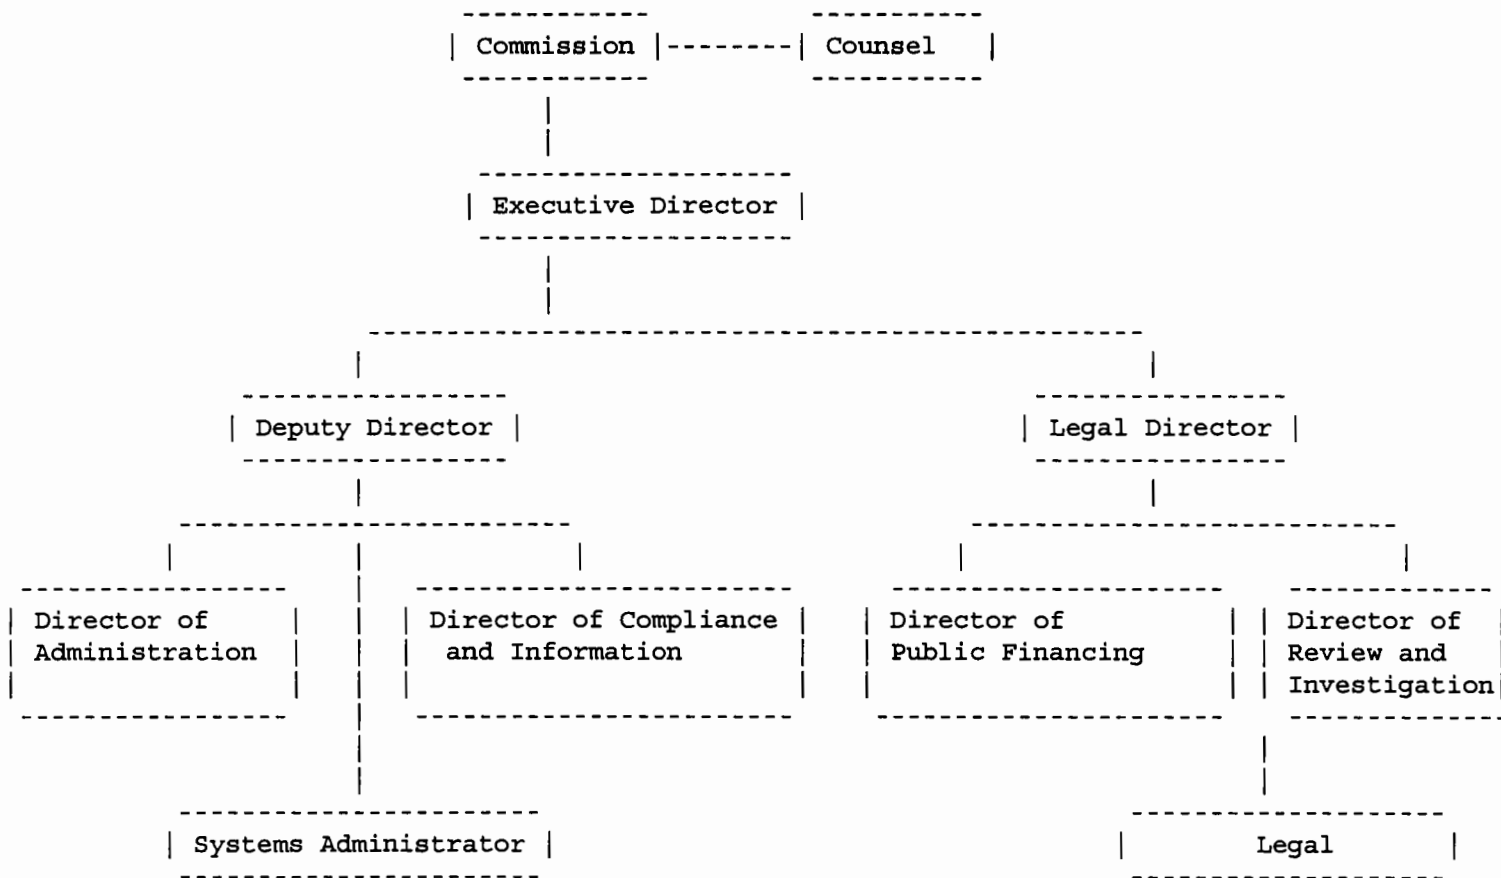 Commission Counsel
Executive Director
Deputy Director Legal Director
Director of Administration
Director of Compliance and Information
Director of Public Financing
Director of Review and Investigation
Systems Administrator Legal